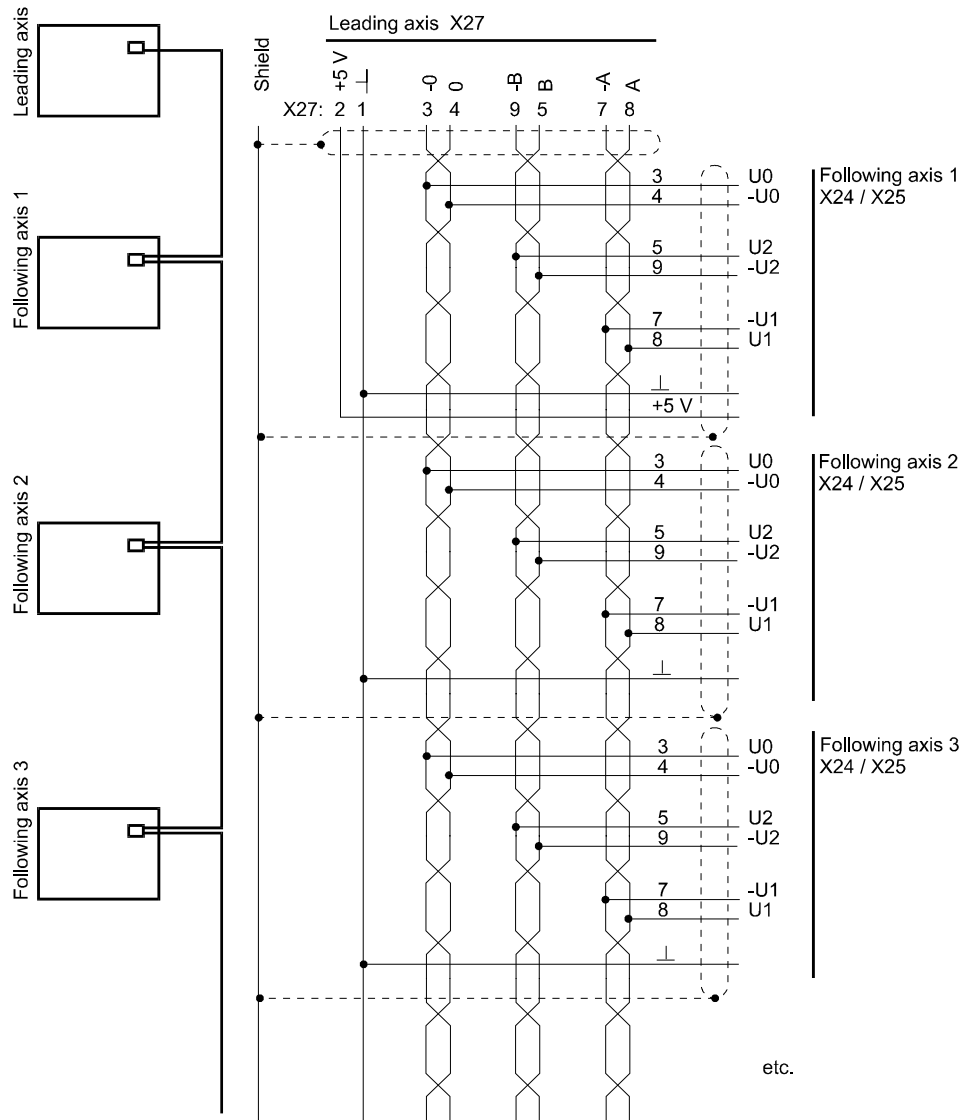 Leading axis X27
Leading axis
Shield
+5 V
⊥
-0
0
-B
B
-A
A
X27: 2 1 3 4 9 5 7 8
3 U0
4 -U0
Following axis 1
X24 / X25
Following axis 1
5 U2
9 -U2
7 -U1
8 U1
⊥
+5 V
3 U0
4 -U0
Following axis 2
X24 / X25
Following axis 2
5 U2
9 -U2
7 -U1
8 U1
⊥
3 U0
4 -U0
Following axis 3
X24 / X25
Following axis 3
5 U2
9 -U2
7 -U1
8 U1
⊥
etc.